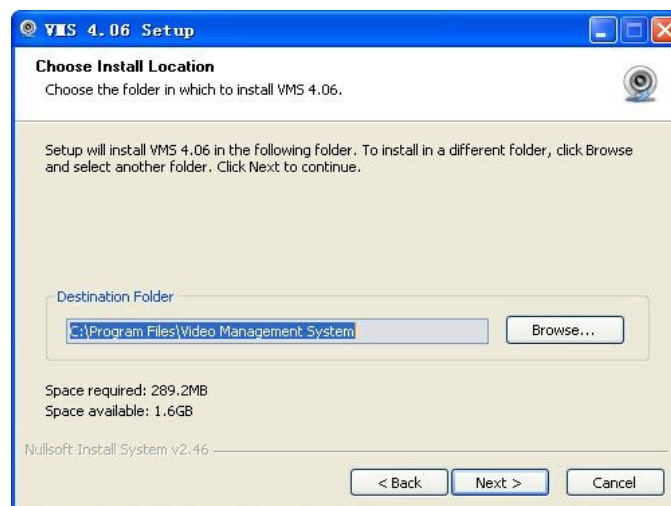 VMS 4.06 Setup
Choose Install Location
Choose the folder in which to install VMS 4.06.
Setup will install VMS 4.06 in the following folder. To install in a different folder, click Browse
and select another folder. Click Next to continue.
Destination Folder
C:\Program Files\Video Management System
Browse...
Space required: 289.2MB
Space available: 1.6GB
Nullsoft Install System v2.46
< Back
Next >
Cancel